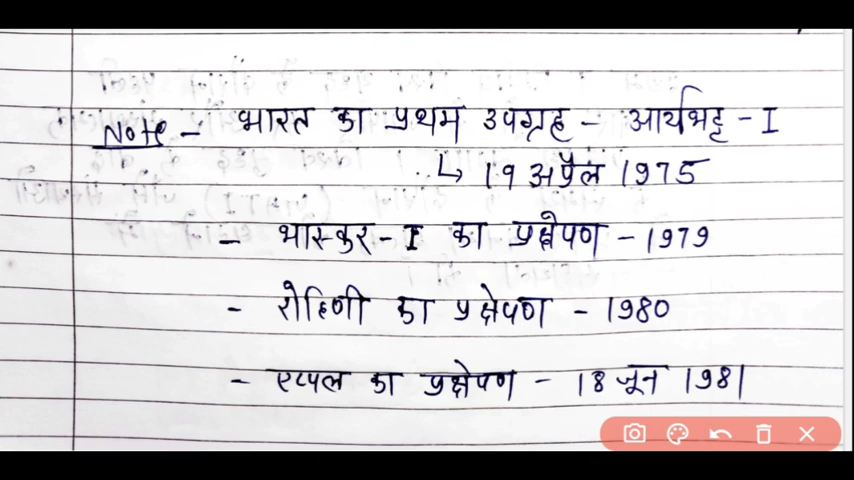 Note - भारत का प्रथम उपग्रह - आर्यभट्ट - I
↳ 19 अप्रैल 1975
- भास्कर - I का प्रक्षेपण - 1979
- रोहिणी का प्रक्षेपण - 1980
- एप्पल का प्रक्षेपण - 18 जून 1981